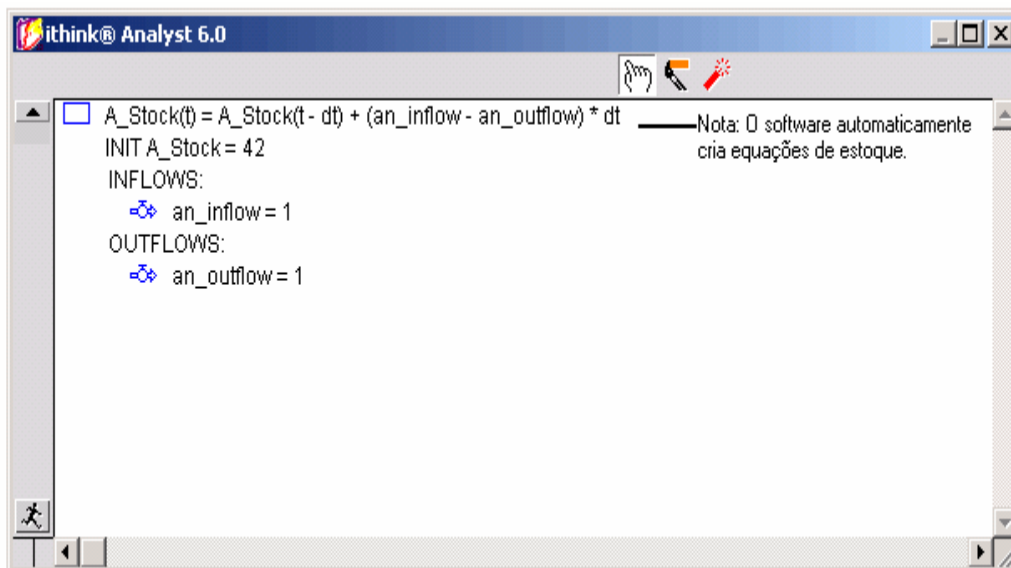 ithink® Analyst 6.0
A_Stock(t) = A_Stock(t - dt) + (an_inflow - an_outflow) * dt
Nota: O software automaticamente
cria equações de estoque.
INIT A_Stock = 42
INFLOWS:
an_inflow = 1
OUTFLOWS:
an_outflow = 1